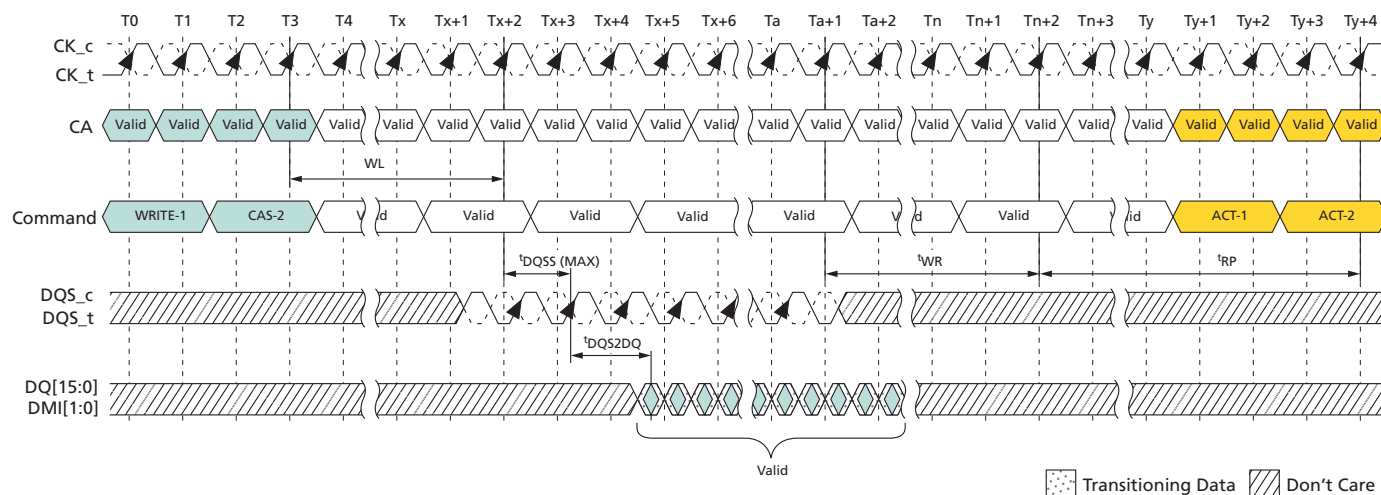 T0 T1 T2 T3 T4 Tx Tx+1 Tx+2 Tx+3 Tx+4 Tx+5 Tx+6 Ta Ta+1 Ta+2 Tn Tn+1 Tn+2 Tn+3 Ty Ty+1 Ty+2 Ty+3 Ty+4
CK_c
CK_t
CA Valid Valid Valid Valid Valid Valid Valid Valid Valid Valid Valid Valid Valid Valid Valid Valid Valid Valid Valid Valid Valid Valid Valid Valid
WL
Command WRITE-1 CAS-2 Valid Valid Valid Valid Valid Valid Valid Valid ACT-1 ACT-2
tDQSS (MAX) tWR tRP
DQS_c
DQS_t
tDQS2DQ
DQ[15:0]
DMI[1:0]
Valid
Transitioning Data Don't Care